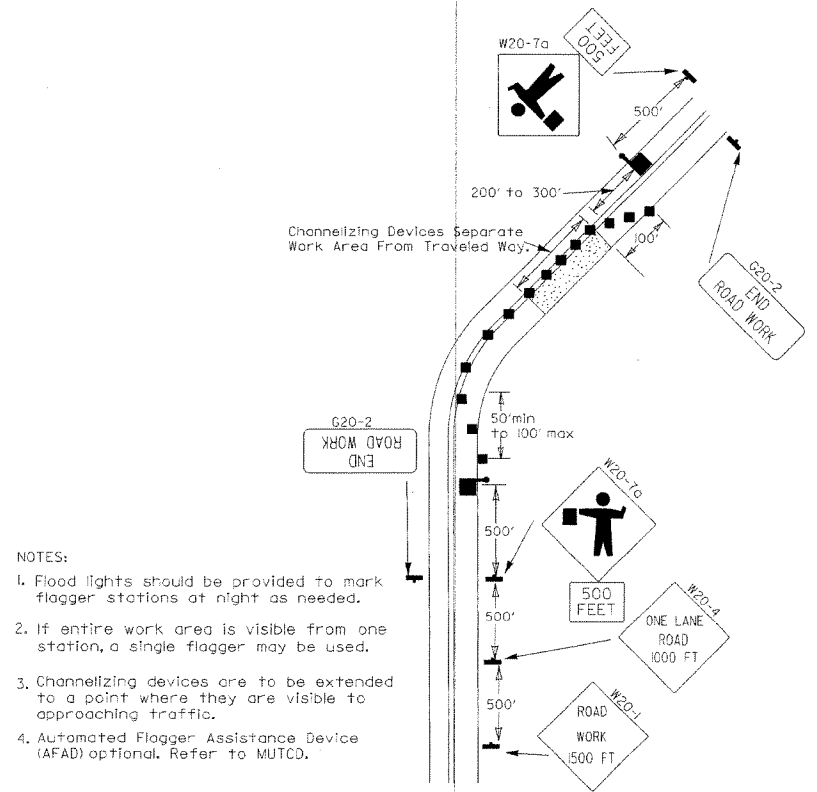 W20-7a
500
FEET
500'
200' to 300'
Channelizing Devices Separate
Work Area From Traveled Way.
100'
G20-2
END
ROAD WORK
50'min
to 100' max
G20-2
END
ROAD WORK
W20-7a
500'
500
FEET
W20-4
500'
ONE LANE
ROAD
1000 FT
W20-1
500'
ROAD
WORK
1500 FT
NOTES:
1. Flood lights should be provided to mark
flagger stations at night as needed.
2. If entire work area is visible from one
station, a single flagger may be used.
3. Channelizing devices are to be extended
to a point where they are visible to
approaching traffic.
4. Automated Flagger Assistance Device
(AFAD) optional. Refer to MUTCD.